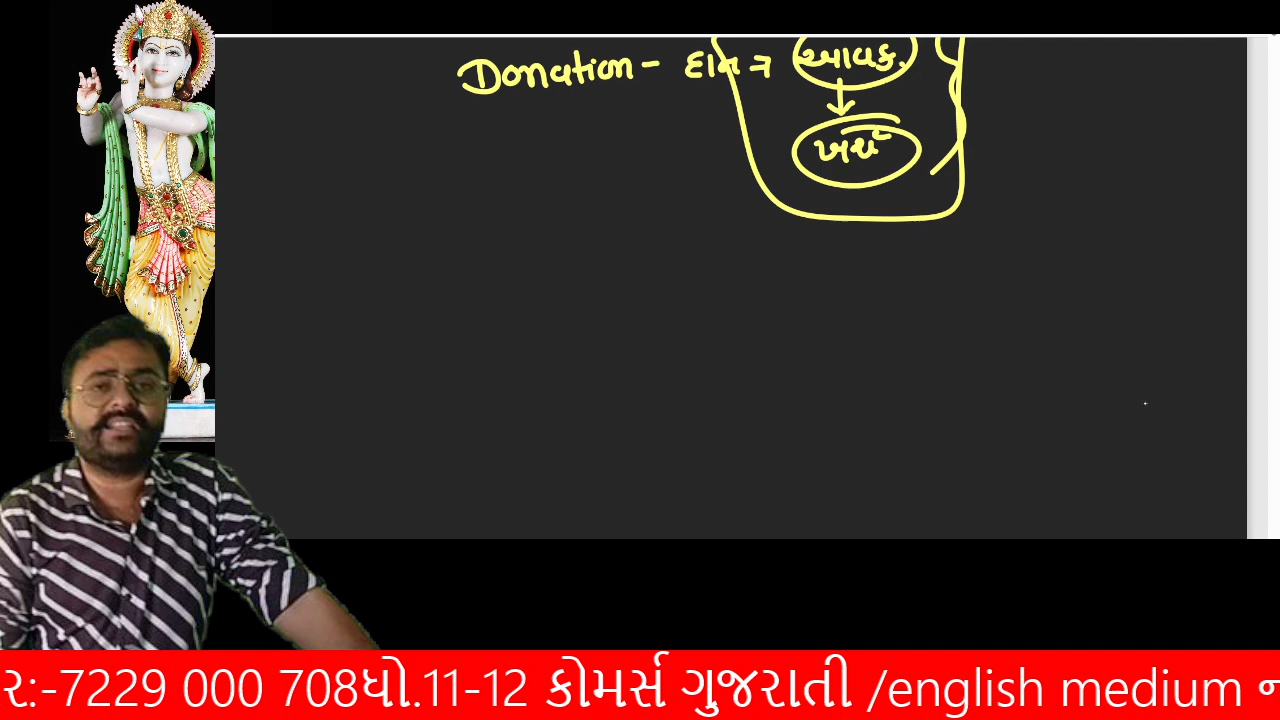 Donation - દાન → આવક.
ખર્ચ
ર:-7229 000 708ધો.11-12 કોમર્સ ગુજરાતી /english medium ન